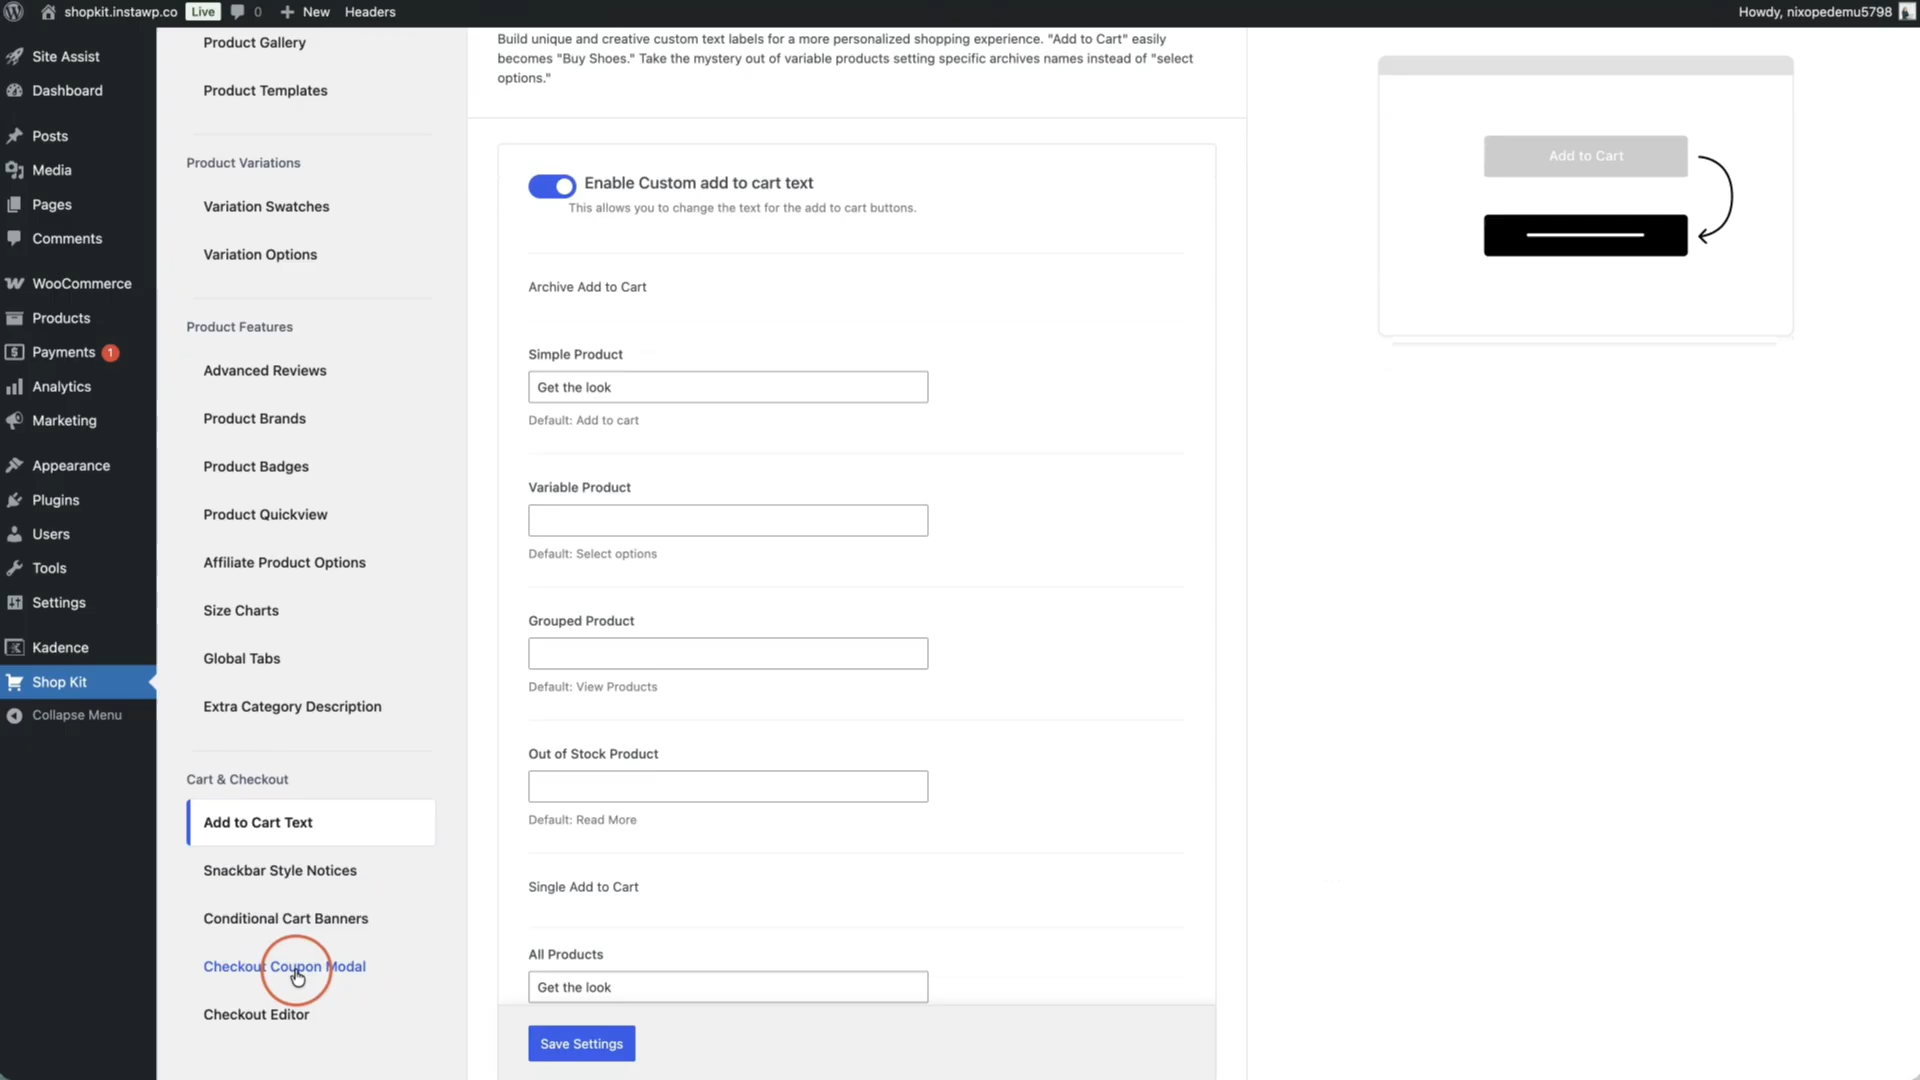 shopkit.instawp.co Live 0 New Headers
Howdy, nixopedemu5798
Site Assist
Dashboard
Posts
Media
Pages
Comments
WooCommerce
Products
Payments 1
Analytics
Marketing
Appearance
Plugins
Users
Tools
Settings
Kadence
Shop Kit
Collapse Menu
Product Gallery
Product Templates
Product Variations
Variation Swatches
Variation Options
Product Features
Advanced Reviews
Product Brands
Product Badges
Product Quickview
Affiliate Product Options
Size Charts
Global Tabs
Extra Category Description
Cart & Checkout
Add to Cart Text
Snackbar Style Notices
Conditional Cart Banners
Checkout Coupon Modal
Checkout Editor
Build unique and creative custom text labels for a more personalized shopping experience. "Add to Cart" easily
becomes "Buy Shoes." Take the mystery out of variable products setting specific archives names instead of "select
options."
Enable Custom add to cart text
This allows you to change the text for the add to cart buttons.
Archive Add to Cart
Simple Product
Get the look
Default: Add to cart
Variable Product
Default: Select options
Grouped Product
Default: View Products
Out of Stock Product
Default: Read More
Single Add to Cart
All Products
Get the look
Save Settings
Add to Cart